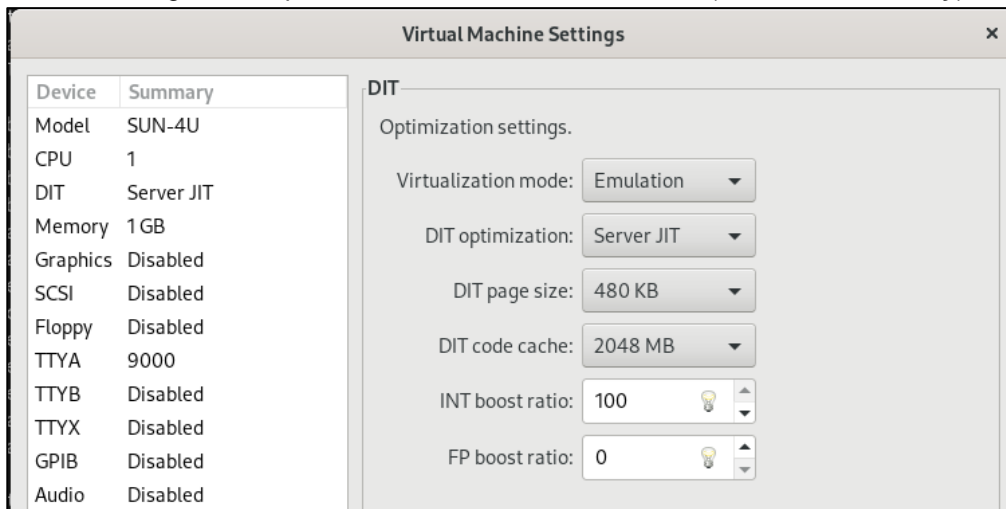 Virtual Machine Settings ×
Device Summary
Model SUN-4U
CPU 1
DIT Server JIT
Memory 1 GB
Graphics Disabled
SCSI Disabled
Floppy Disabled
TTYA 9000
TTYB Disabled
TTYX Disabled
GPIB Disabled
Audio Disabled
DIT
Optimization settings.
Virtualization mode: Emulation
DIT optimization: Server JIT
DIT page size: 480 KB
DIT code cache: 2048 MB
INT boost ratio: 100
FP boost ratio: 0